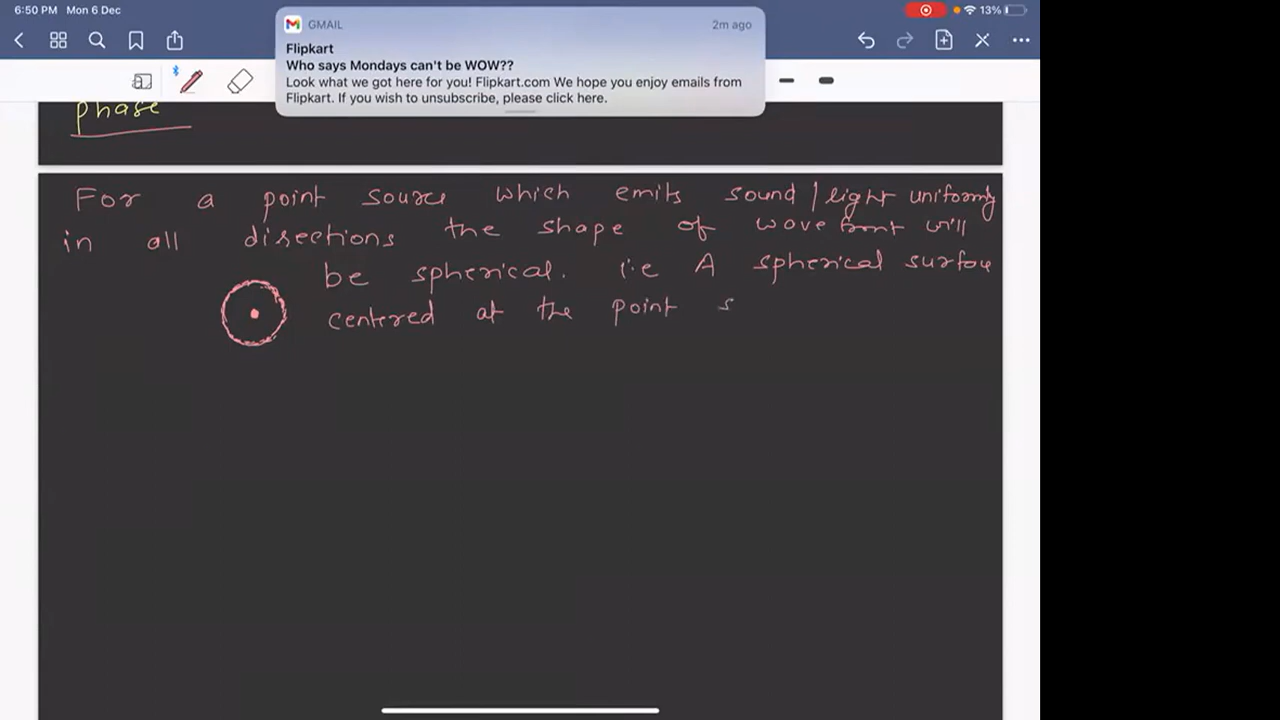 6:50 PM Mon 6 Dec
13%
GMAIL
2m ago
Flipkart
Who says Mondays can't be WOW??
Look what we got here for you! Flipkart.com We hope you enjoy emails from
Flipkart. If you wish to unsubscribe, please click here.
phase
For a point source which emits sound / light uniformly
in all directions the shape of wave front will
be spherical. i.e A spherical surface
centered at the point s